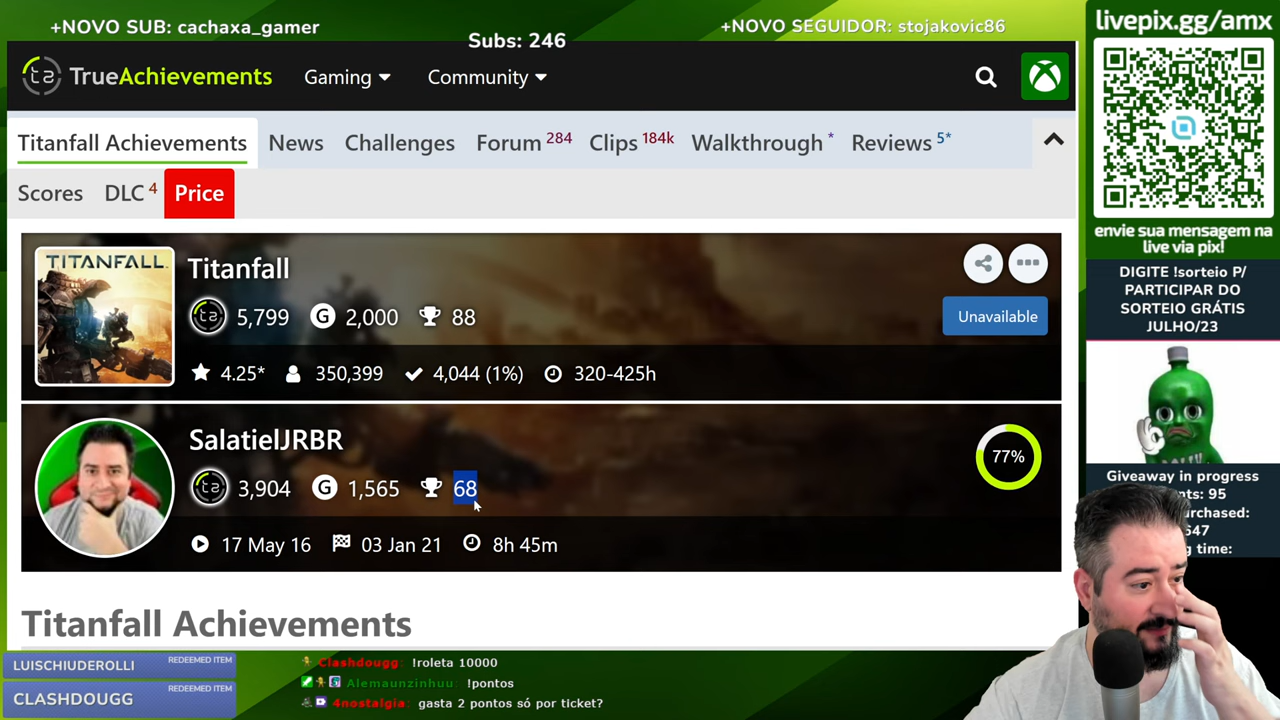 +NOVO SUB: cachaxa_gamer
Subs: 246
+NOVO SEGUIDOR: stojakovic86
livepix.gg/amx
TrueAchievements
Gaming
Community
Titanfall Achievements
News
Challenges
Forum 284
Clips 184k
Walkthrough *
Reviews 5*
Scores
DLC 4
Price
envie sua mensagem na
live via pix!
DIGITE !sorteio P/
PARTICIPAR DO
SORTEIO GRÁTIS
JULHO/23
TITANFALL
Titanfall
5,799
G 2,000
88
Unavailable
4.25*
350,399
4,044 (1%)
320-425h
SalatielJRBR
3,904
G 1,565
68
77%
17 May 16
03 Jan 21
8h 45m
Giveaway in progress
nts: 95
urchased:
647
g time:
Titanfall Achievements
LUISCHIUDEROLLI
REDEEMED ITEM
CLASHDOUGG
REDEEMED ITEM
Clashdougg: !roleta 10000
Alemaunzinhuu: !pontos
4nostalgia: gasta 2 pontos só por ticket?